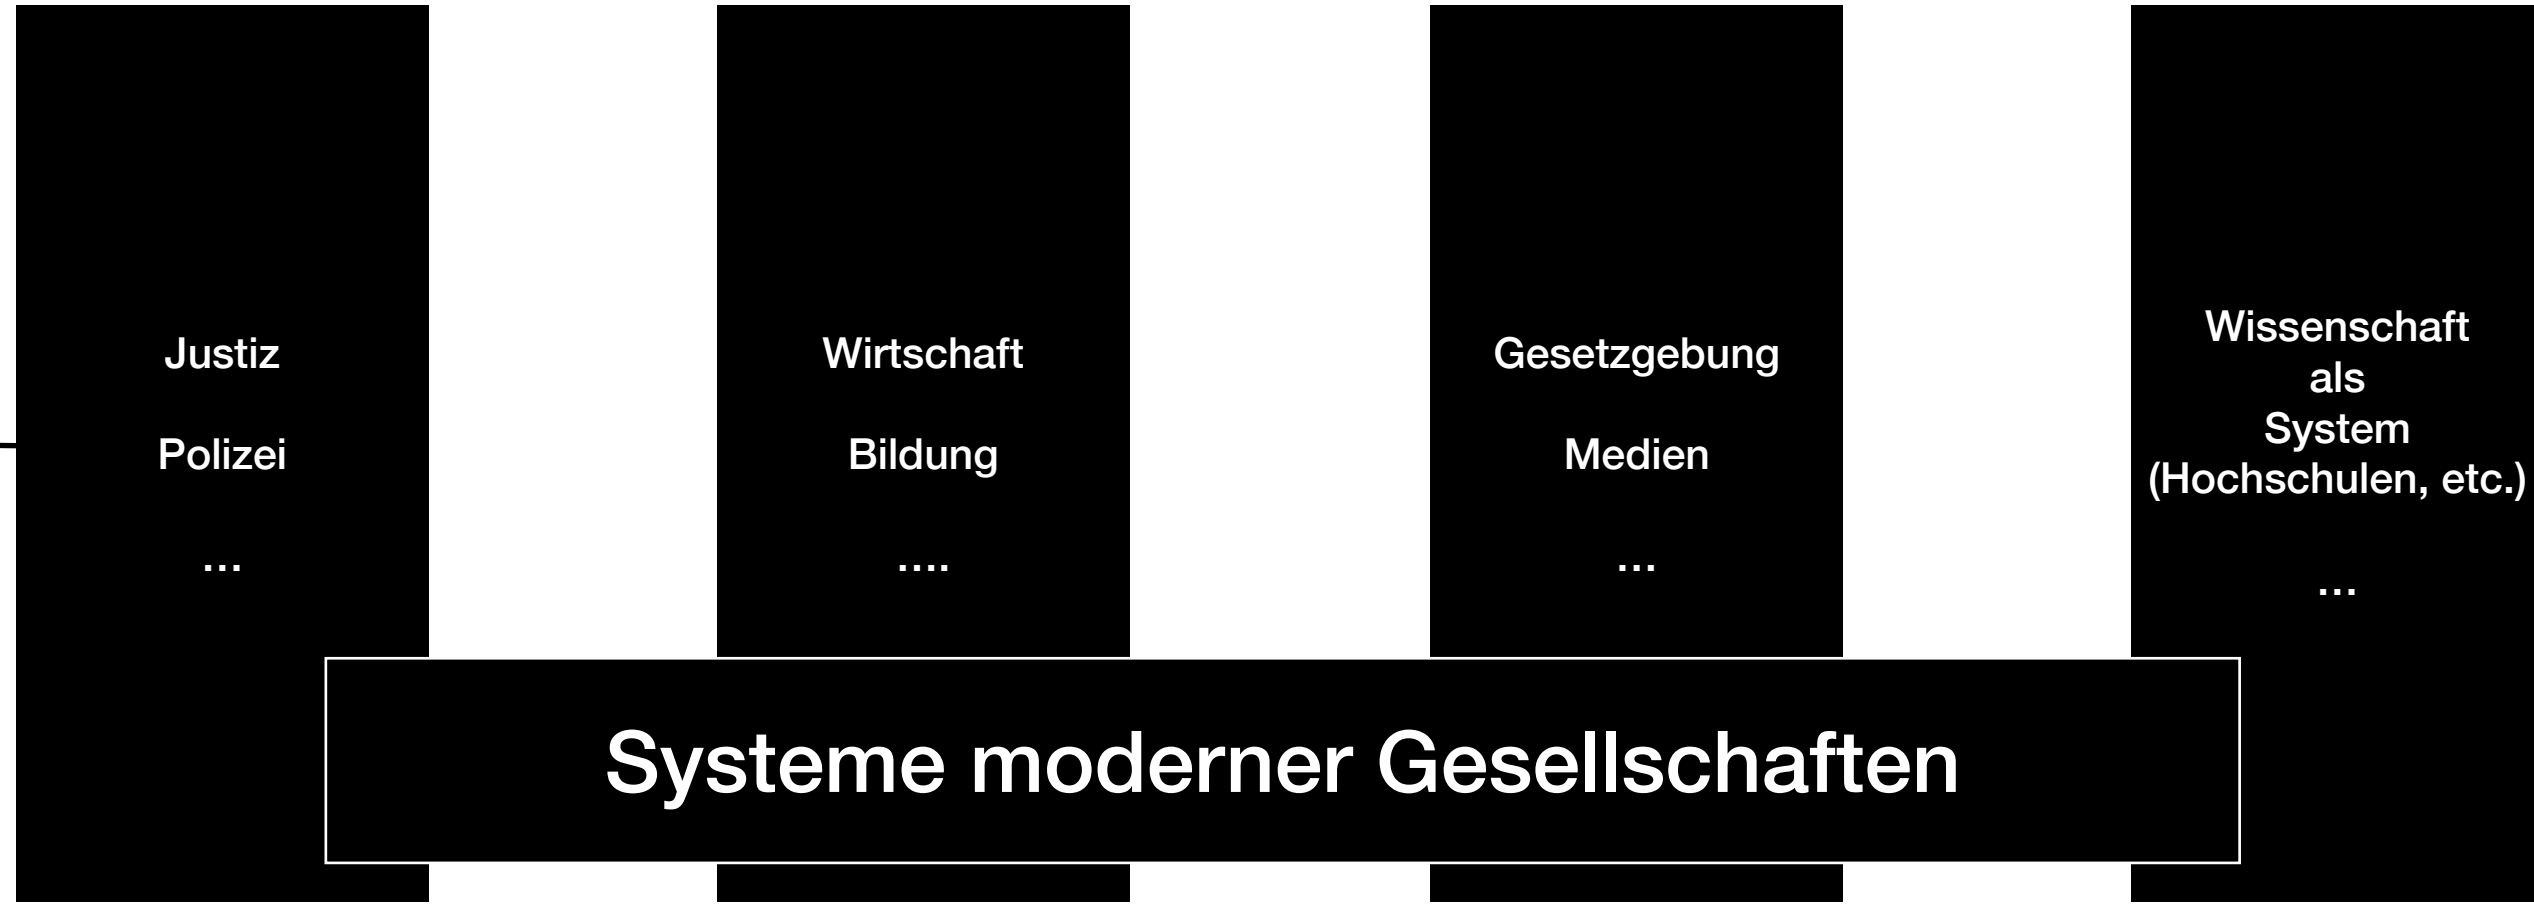 Justiz
Polizei
...
Wirtschaft
Bildung
....
Gesetzgebung
Medien
...
Wissenschaft
als
System
(Hochschulen, etc.)
...
Systeme moderner Gesellschaften